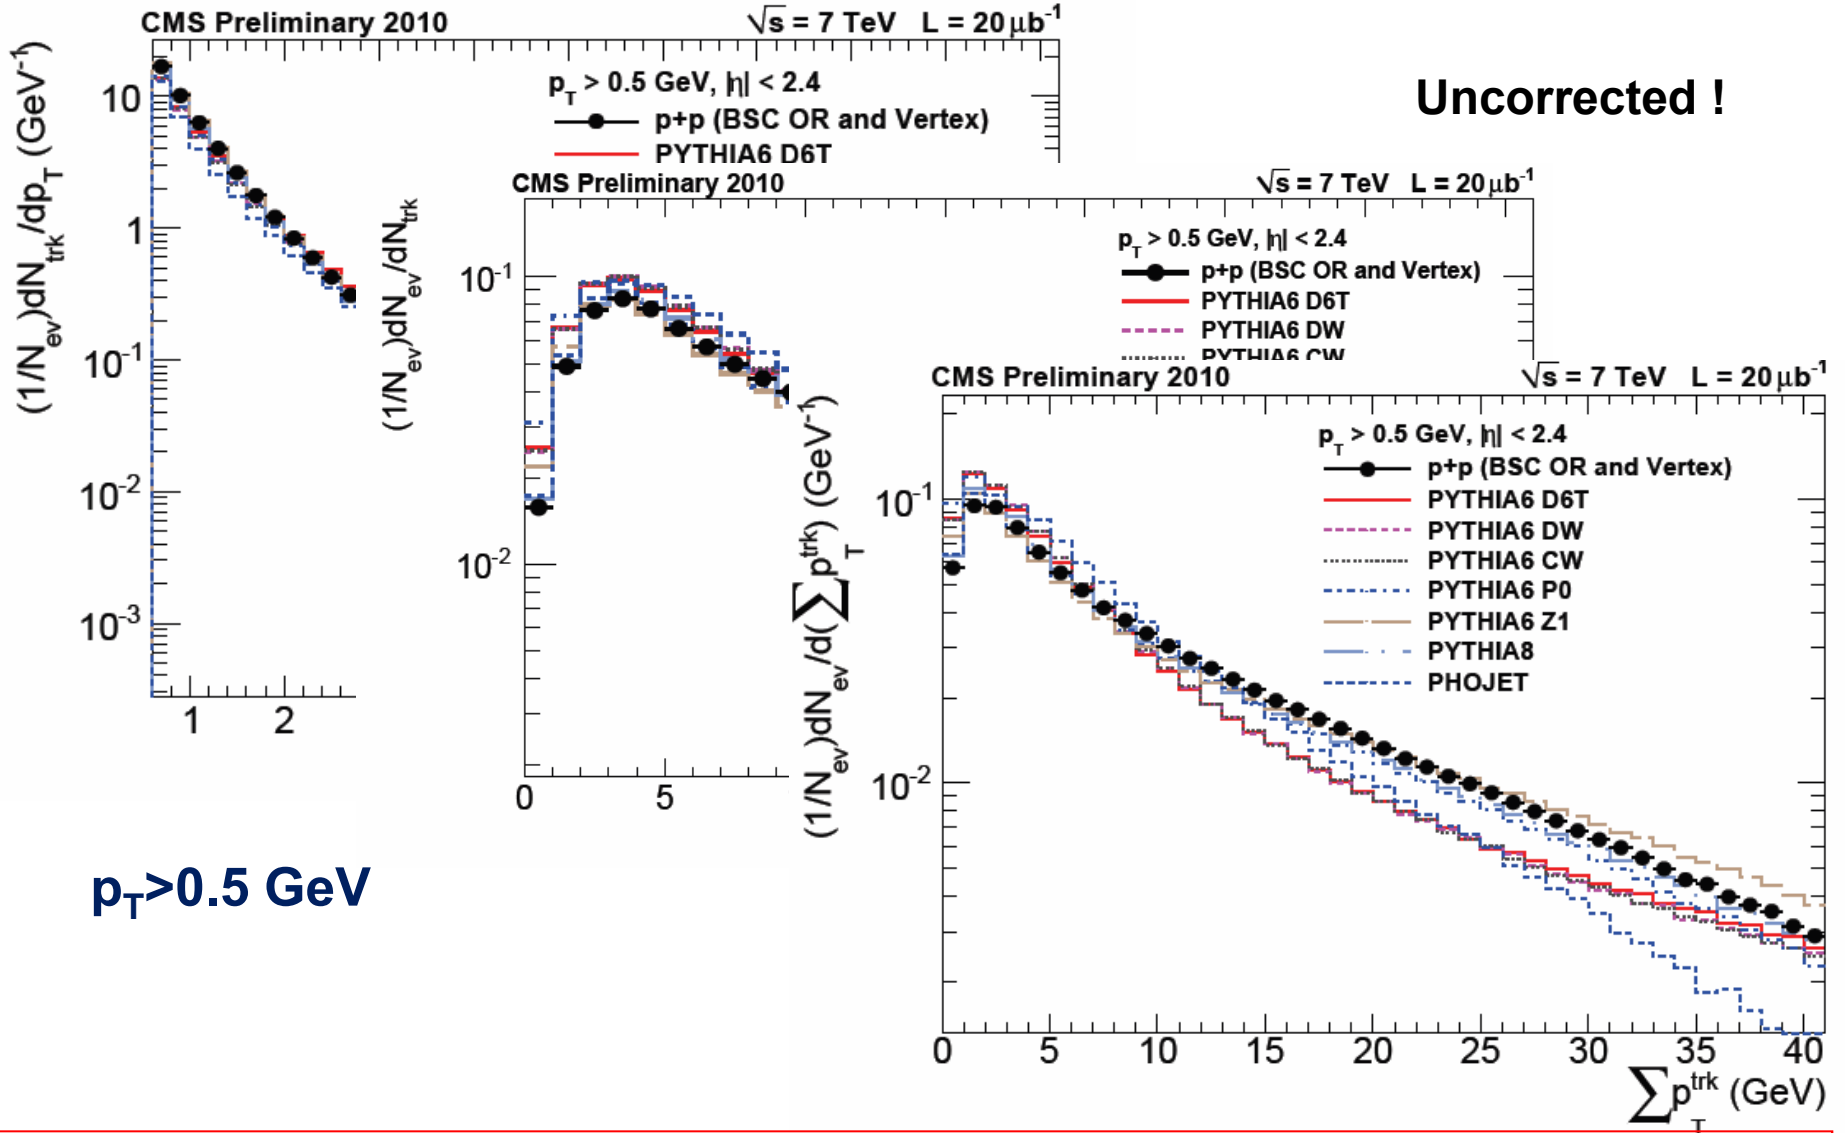 CMS Preliminary 2010 √s = 7 TeV L = 20 μb⁻¹
(1/N_ev)dN_trk/dp_T (GeV⁻¹)
p_T > 0.5 GeV, |η| < 2.4
p+p (BSC OR and Vertex)
PYTHIA6 D6T
10
1
10⁻¹
10⁻²
10⁻³
1 2
Uncorrected !
CMS Preliminary 2010 √s = 7 TeV L = 20 μb⁻¹
(1/N_ev)dN_ev/dN_trk
p_T > 0.5 GeV, |η| < 2.4
p+p (BSC OR and Vertex)
PYTHIA6 D6T
PYTHIA6 DW
PYTHIA6 CW
10⁻¹
10⁻²
0 5
CMS Preliminary 2010 √s = 7 TeV L = 20 μb⁻¹
(1/N_ev)dN_ev/d(∑p_T^trk) (GeV⁻¹)
p_T > 0.5 GeV, |η| < 2.4
p+p (BSC OR and Vertex)
PYTHIA6 D6T
PYTHIA6 DW
PYTHIA6 CW
PYTHIA6 P0
PYTHIA6 Z1
PYTHIA8
PHOJET
10⁻¹
10⁻²
0 5 10 15 20 25 30 35 40
∑p_T^trk (GeV)
p_T>0.5 GeV